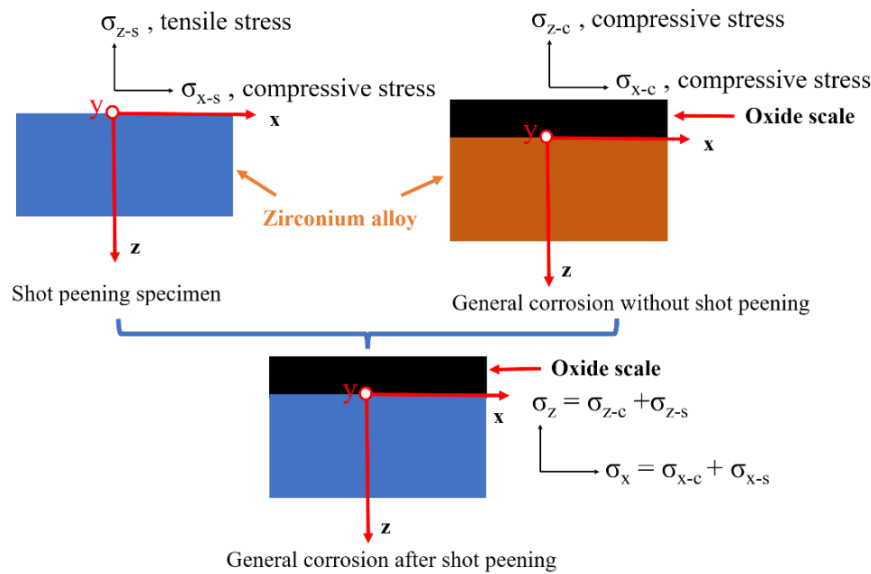 σz-s , tensile stress
σx-s , compressive stress
y
x
z
Shot peening specimen
Zirconium alloy
σz-c , compressive stress
σx-c , compressive stress
Oxide scale
y
x
z
General corrosion without shot peening
Oxide scale
y
x
z
σz = σz-c +σz-s
σx = σx-c + σx-s
General corrosion after shot peening